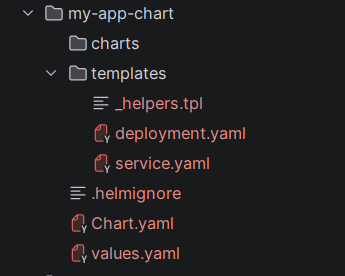 my-app-chart
charts
templates
_helpers.tpl
deployment.yaml
service.yaml
.helmignore
Chart.yaml
values.yaml